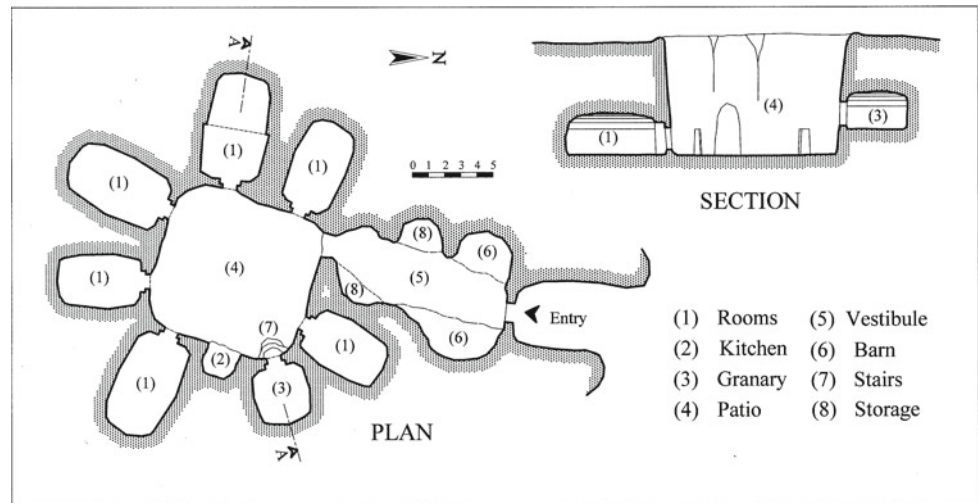 A
N
(1)
(1)
(1)
(1)
0 1 2 3 4 5
(8)
(6)
(4)
(5)
(1)
(8)
(7)
Entry
(6)
(2)
(1)
(1)
(3)
PLAN
A
(4)
(1)
(3)
SECTION
(1) Rooms (5) Vestibule
(2) Kitchen (6) Barn
(3) Granary (7) Stairs
(4) Patio (8) Storage